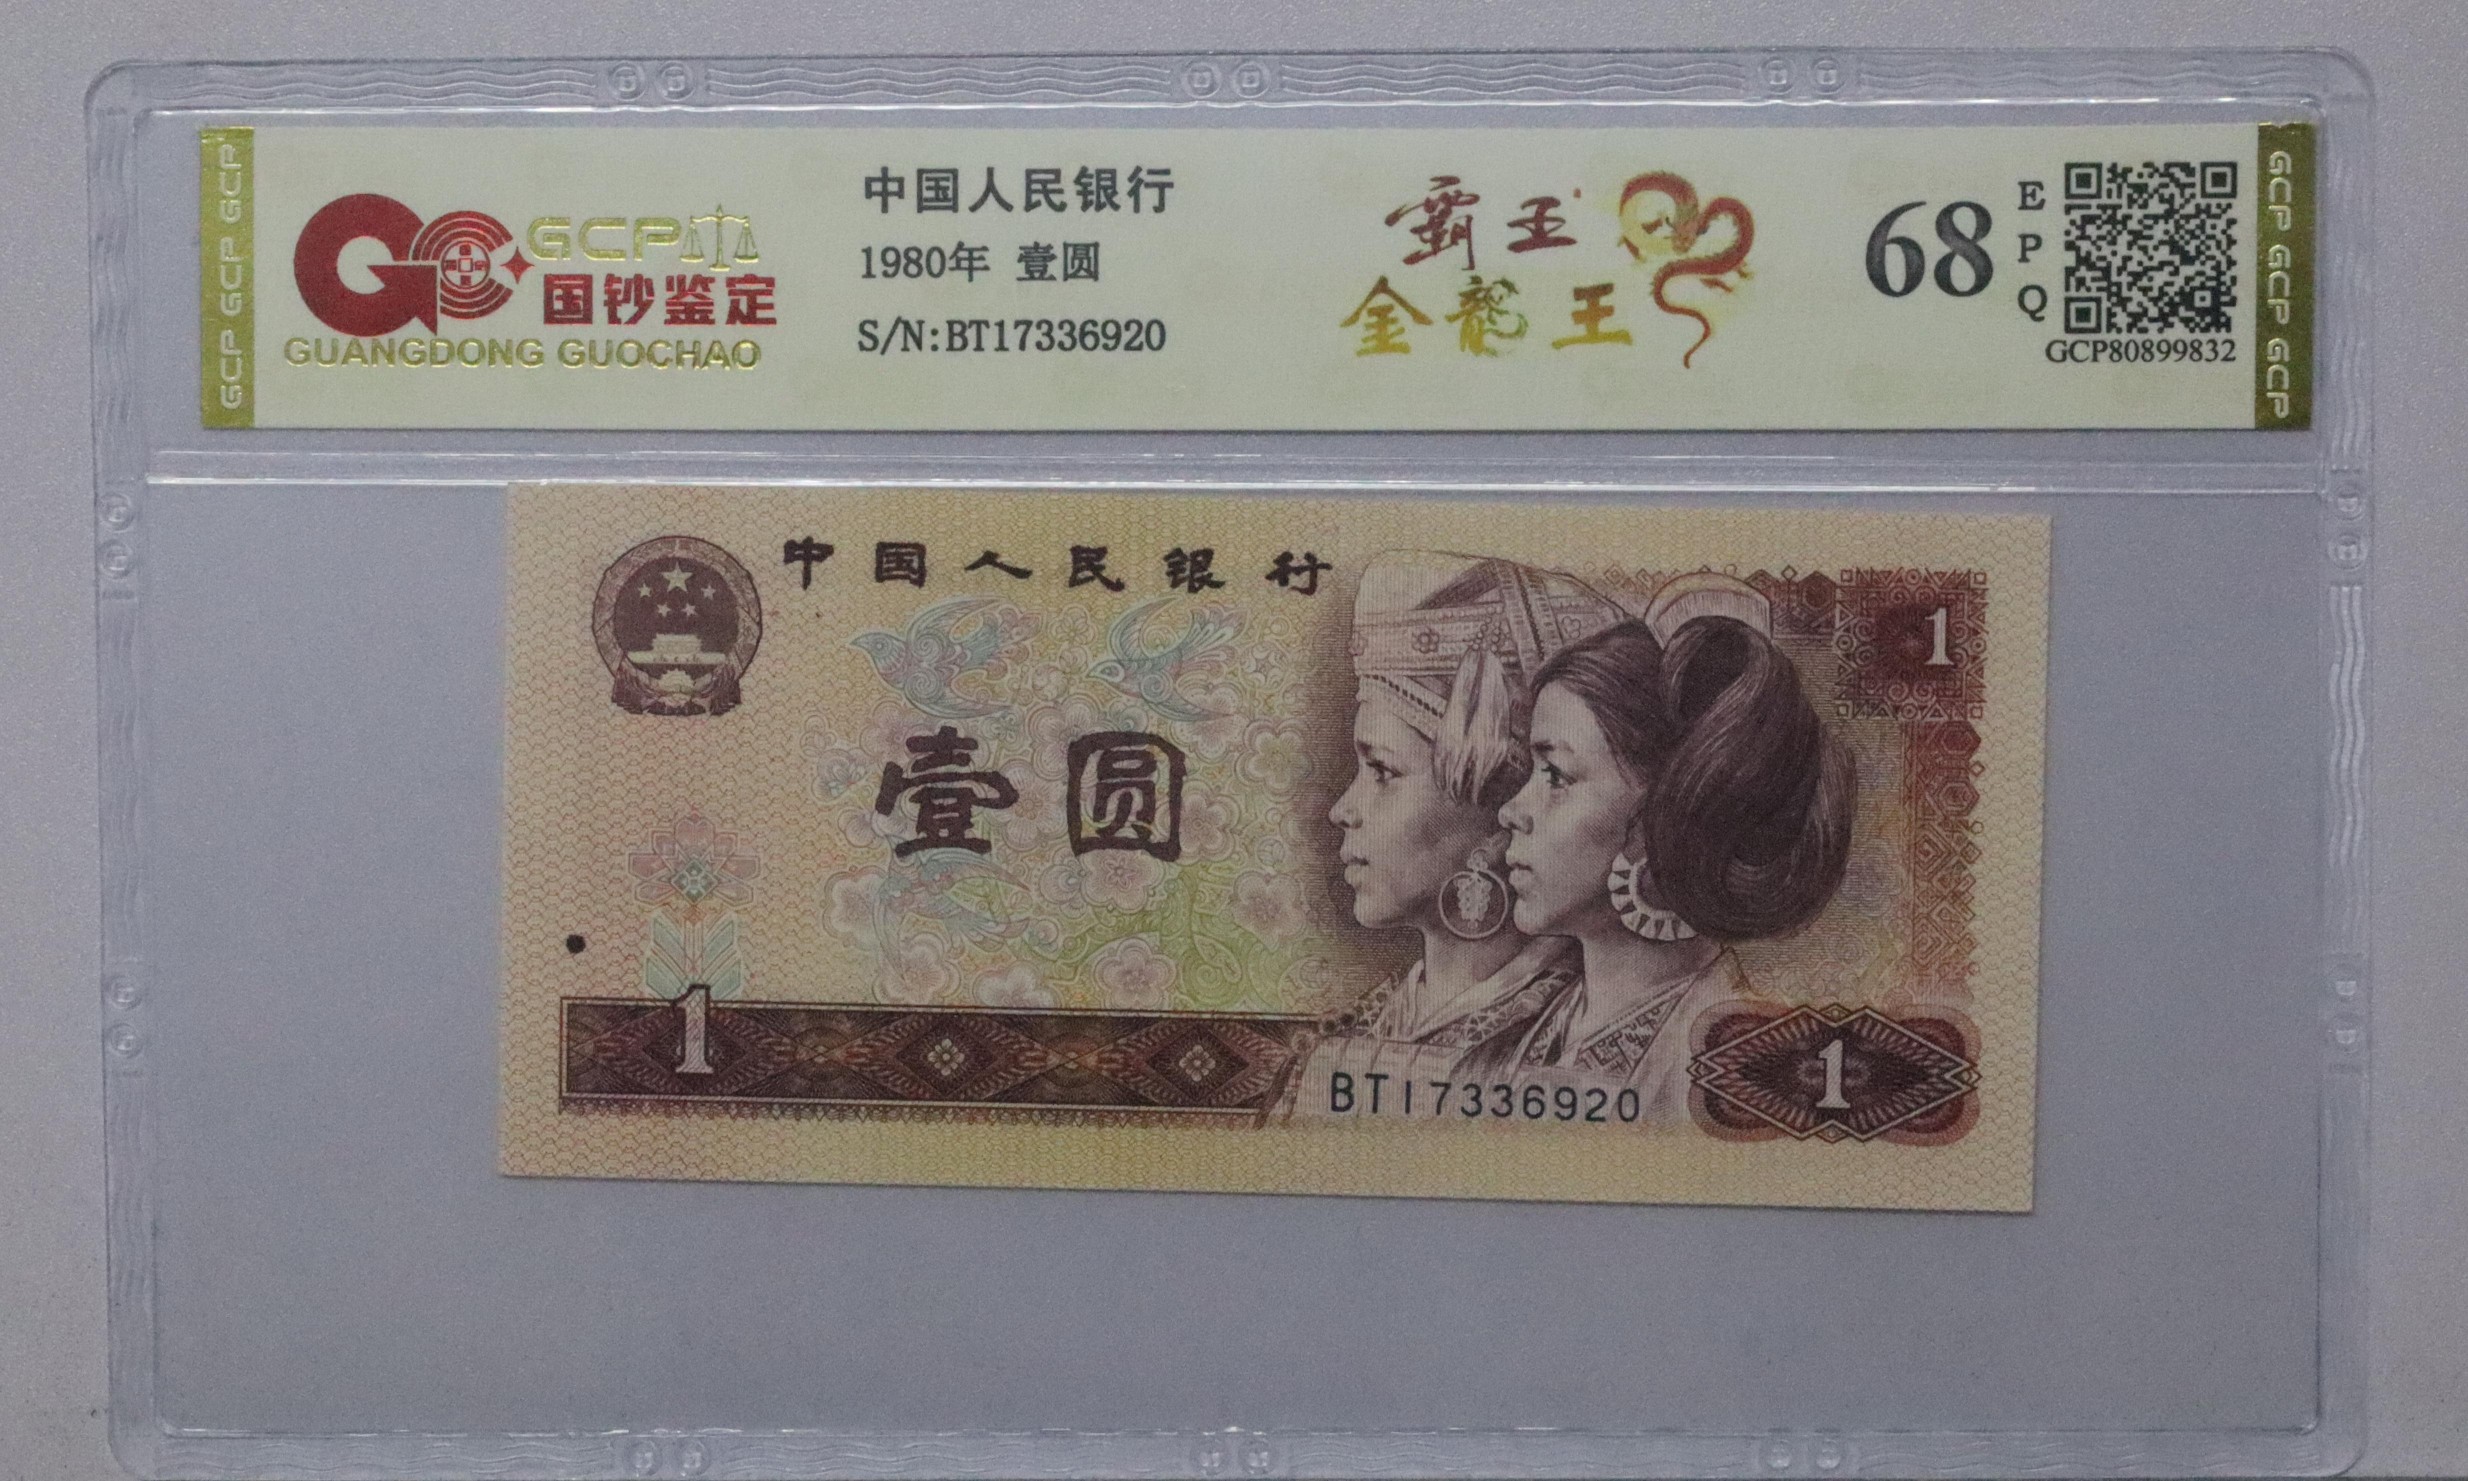 GCP GCP GCP
GCP
国钞鉴定
GUANGDONG GUOCHAO
中国人民银行
1980年 壹圆
S/N:BT17336920
霸王
金龍王
68
EPQ
GCP80899832
GCP GCP GCP
中国人民银行
1
壹圆
1
BT17336920
1